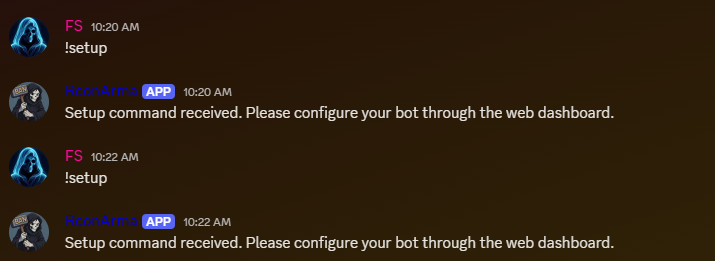 FS 10:20 AM
!setup
RconArma APP 10:20 AM
Setup command received. Please configure your bot through the web dashboard.
FS 10:22 AM
!setup
RconArma APP 10:22 AM
Setup command received. Please configure your bot through the web dashboard.